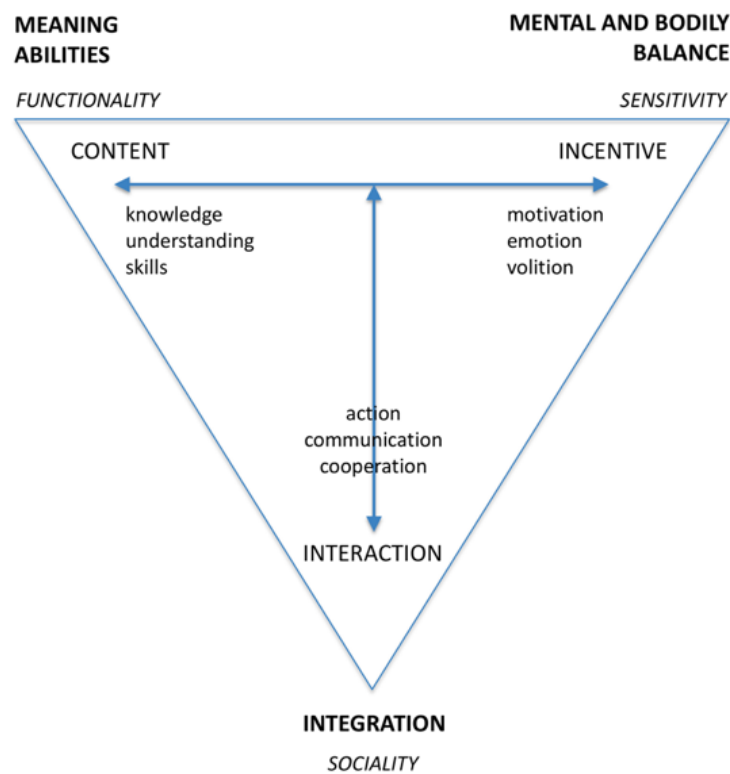 MEANING
ABILITIES
MENTAL AND BODILY
BALANCE
FUNCTIONALITY
SENSITIVITY
CONTENT
INCENTIVE
knowledge
understanding
skills
motivation
emotion
volition
action
communication
cooperation
INTERACTION
INTEGRATION
SOCIALITY